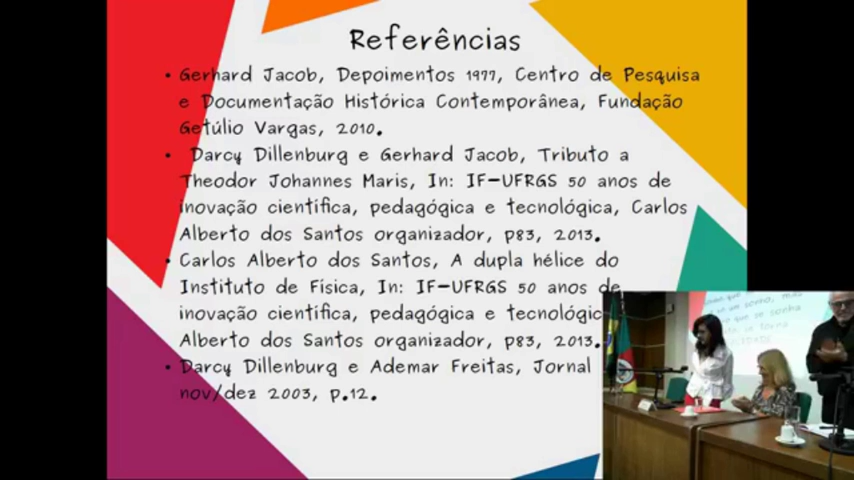 Referências
• Gerhard Jacob, Depoimentos 1977, Centro de Pesquisa
e Documentação Histórica Contemporânea, Fundação
Getúlio Vargas, 2010.
• Darcy Dillenburg e Gerhard Jacob, Tributo a
Theodor Johannes Maris, In: IF-UFRGS 50 anos de
inovação científica, pedagógica e tecnológica, Carlos
Alberto dos Santos organizador, p83, 2013.
• Carlos Alberto dos Santos, A dupla hélice do
Instituto de Física, In: IF-UFRGS 50 anos de
inovação científica, pedagógica e tecnológic
Alberto dos Santos organizador, p83, 2013.
• Darcy Dillenburg e Ademar Freitas, Jornal
nov/dez 2003, p.12.